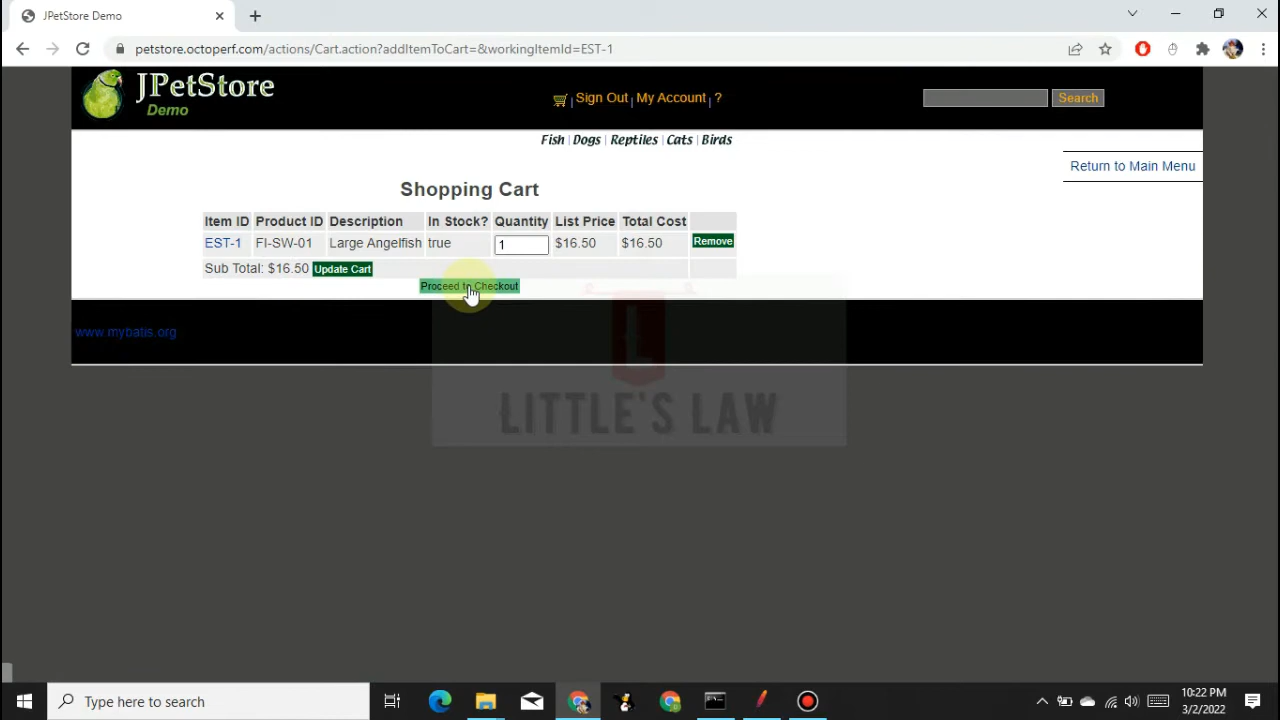 JPetStore Demo
petstore.octoperf.com/actions/Cart.action?addItemToCart=&workingItemId=EST-1
JPetStore
Demo
Sign Out | My Account | ?
Search
Fish | Dogs | Reptiles | Cats | Birds
Return to Main Menu
Shopping Cart
Item ID Product ID Description In Stock? Quantity List Price Total Cost
EST-1 FI-SW-01 Large Angelfish true 1 $16.50 $16.50 Remove
Sub Total: $16.50 Update Cart
Proceed to Checkout
www.mybatis.org
L
LITTLE'S LAW
Type here to search
10:22 PM
3/2/2022